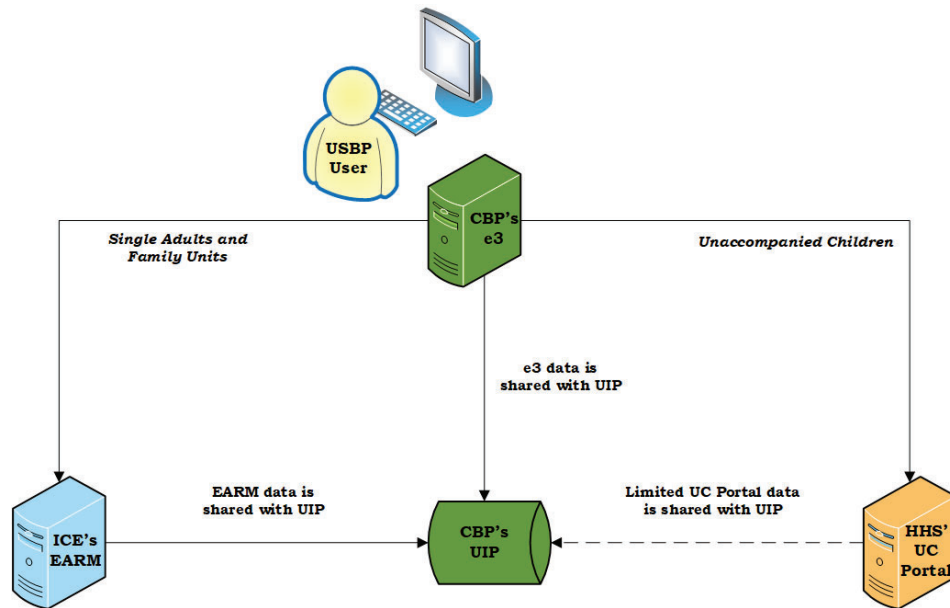 USBP
User
CBP's
e3
Single Adults and
Family Units
Unaccompanied Children
e3 data is
shared with UIP
EARM data is
shared with UIP
Limited UC Portal data
is shared with UIP
ICE's
EARM
CBP's
UIP
HHS'
UC
Portal